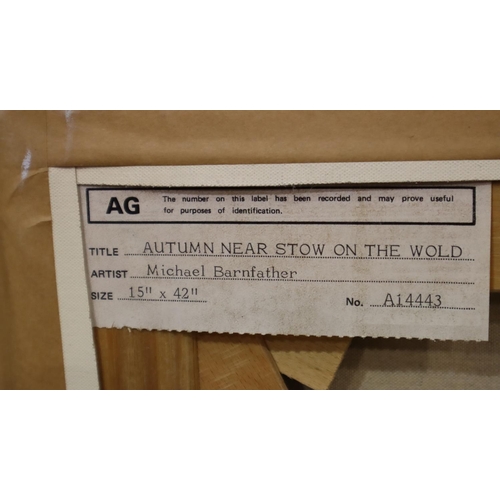 AG The number on this label has been recorded and may prove useful
for purposes of identification.
TITLE AUTUMN NEAR STOW ON THE WOLD
ARTIST Michael Barnfather
SIZE 15" x 42" No. A14443